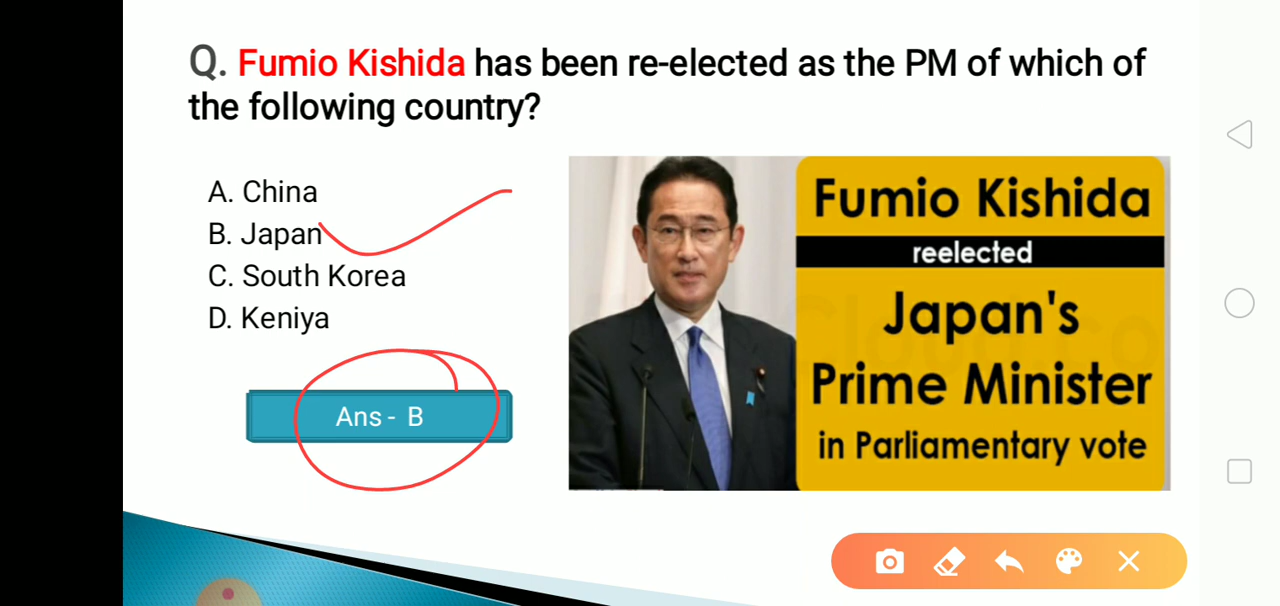 Q. Fumio Kishida has been re-elected as the PM of which of
the following country?
A. China
B. Japan
C. South Korea
D. Keniya
Ans - B
Fumio Kishida
reelected
Japan's
Prime Minister
in Parliamentary vote